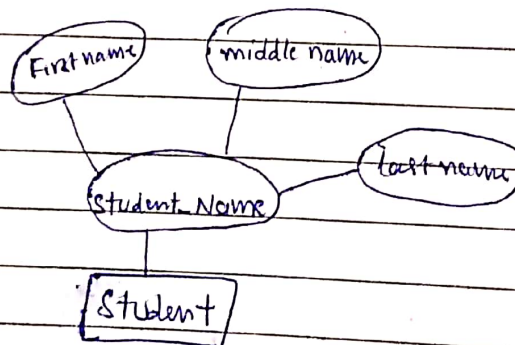 First name
middle name
last name
Student_Name
Student